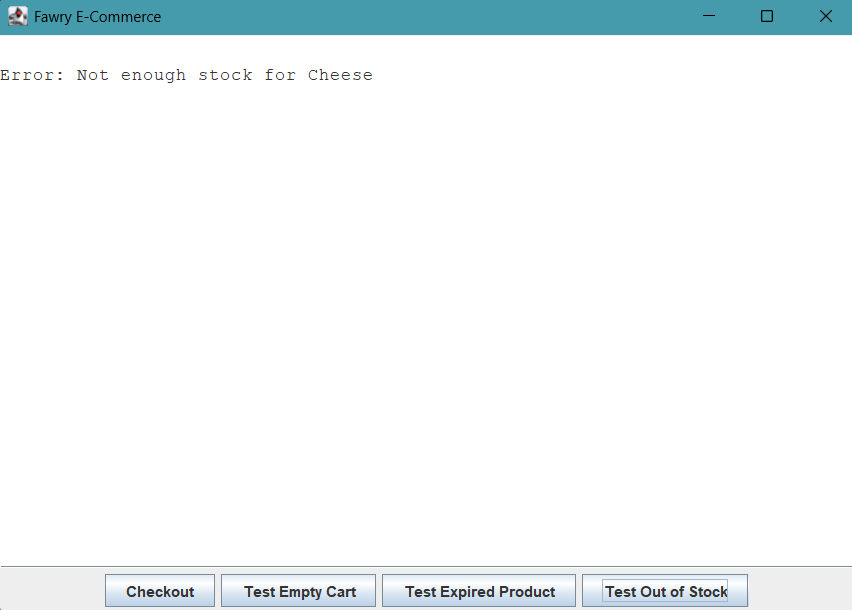 Fawry E-Commerce
Error: Not enough stock for Cheese
Checkout
Test Empty Cart
Test Expired Product
Test Out of Stock